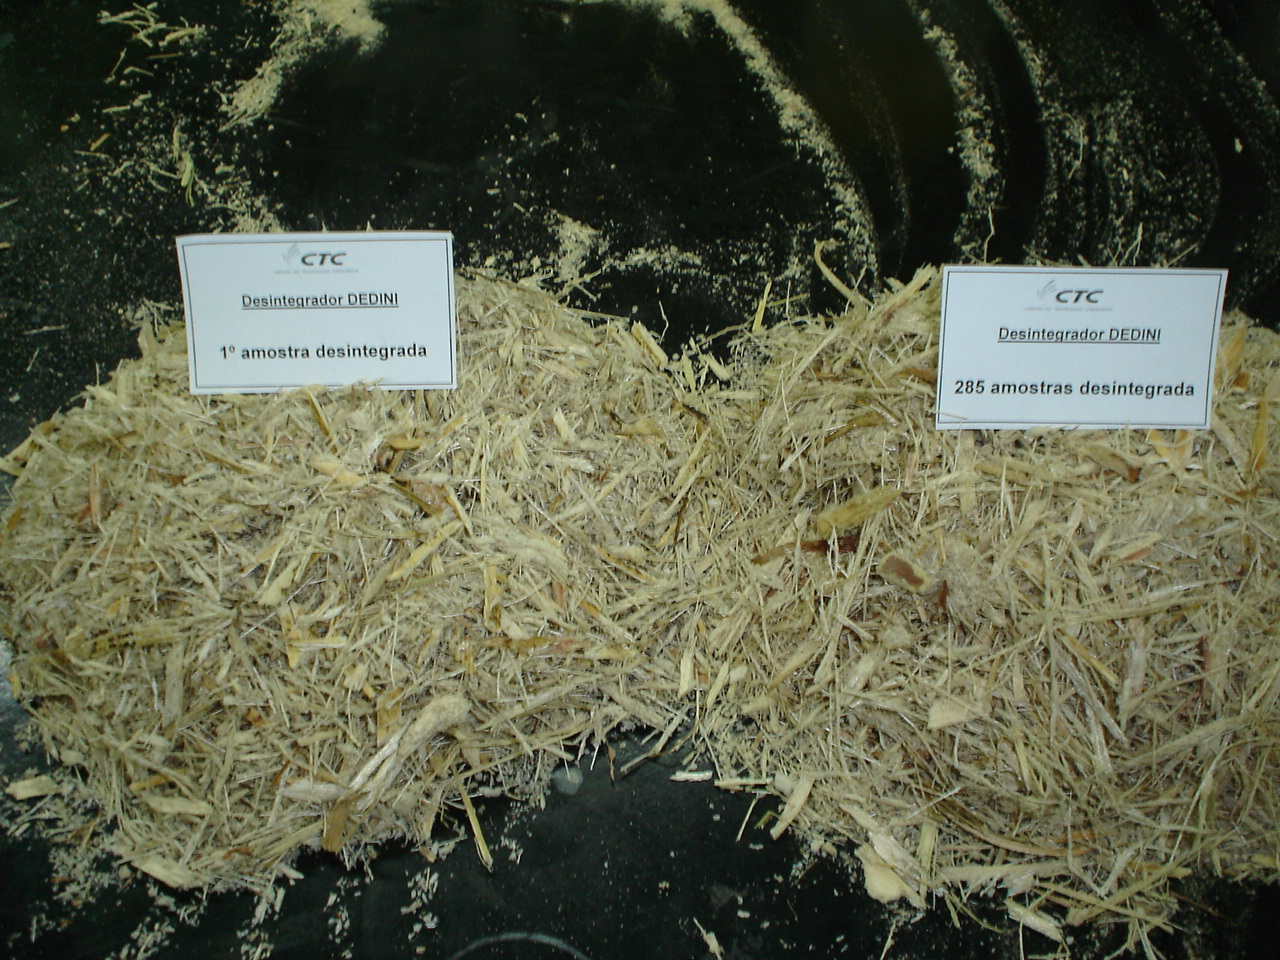 CTC
Desintegrador DEDINI
1º amostra desintegrada
CTC
Desintegrador DEDINI
285 amostras desintegrada